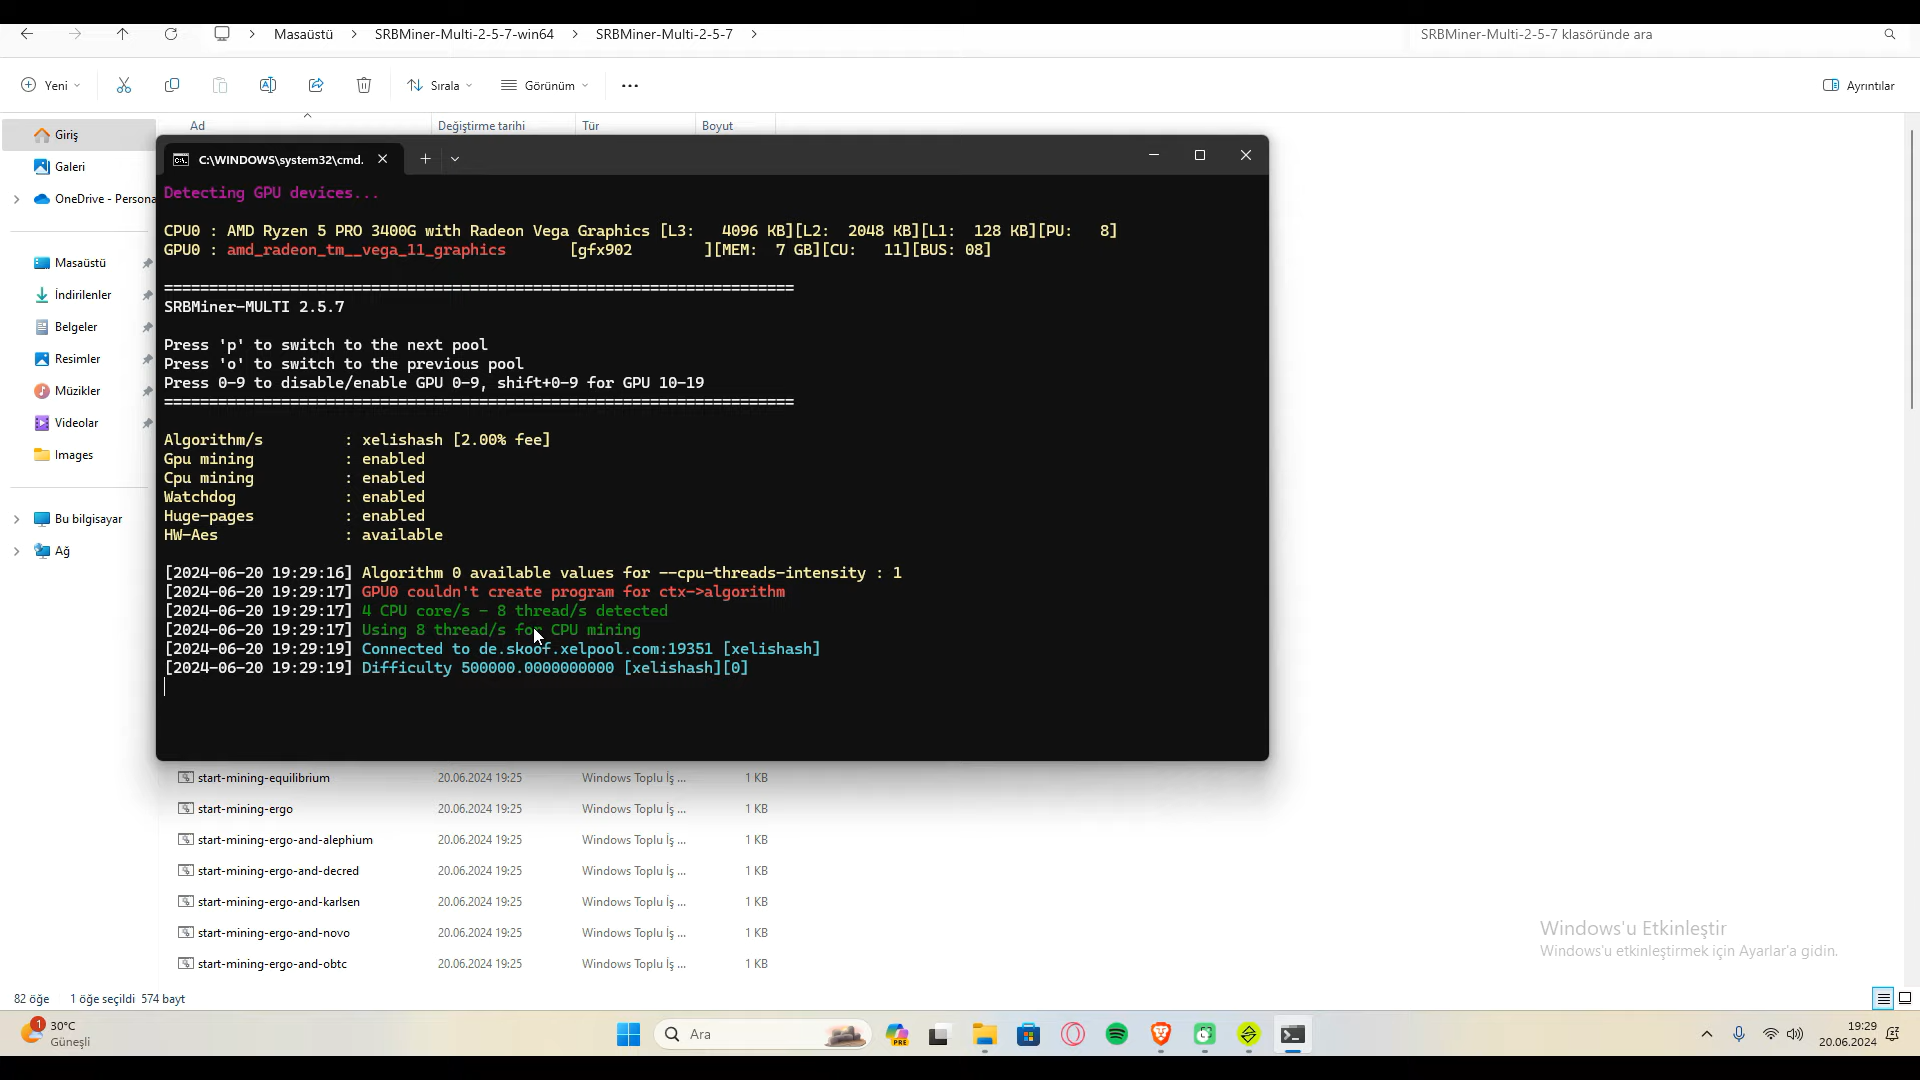 Masaüstü > SRBMiner-Multi-2-5-7-win64 > SRBMiner-Multi-2-5-7 >
SRBMiner-Multi-2-5-7 klasöründe ara
Yeni
Sırala
Görünüm
Ayrıntılar
Ad
Değiştirme tarihi
Tür
Boyut
Giriş
Galeri
OneDrive - Persona
Masaüstü
İndirilenler
Belgeler
Resimler
Müzikler
Videolar
Images
Bu bilgisayar
Ağ
C:\WINDOWS\system32\cmd.
Detecting GPU devices...
CPU0 : AMD Ryzen 5 PRO 3400G with Radeon Vega Graphics [L3:   4096 KB][L2:  2048 KB][L1:  128 KB][PU:   8]
GPU0 : amd_radeon_tm__vega_11_graphics       [gfx902        ][MEM:  7 GB][CU:   11][BUS: 08]
======================================================================
SRBMiner-MULTI 2.5.7
Press 'p' to switch to the next pool
Press 'o' to switch to the previous pool
Press 0-9 to disable/enable GPU 0-9, shift+0-9 for GPU 10-19
======================================================================
Algorithm/s         : xelishash [2.00% fee]
Gpu mining          : enabled
Cpu mining          : enabled
Watchdog            : enabled
Huge-pages          : enabled
HW-Aes              : available
[2024-06-20 19:29:16] Algorithm 0 available values for --cpu-threads-intensity : 1
[2024-06-20 19:29:17] GPU0 couldn't create program for ctx->algorithm
[2024-06-20 19:29:17] 4 CPU core/s - 8 thread/s detected
[2024-06-20 19:29:17] Using 8 thread/s for CPU mining
[2024-06-20 19:29:19] Connected to de.skoof.xelpool.com:19351 [xelishash]
[2024-06-20 19:29:19] Difficulty 500000.0000000000 [xelishash][0]
start-mining-equilibrium 20.06.2024 19:25 Windows Toplu İş ... 1 KB
start-mining-ergo 20.06.2024 19:25 Windows Toplu İş ... 1 KB
start-mining-ergo-and-alephium 20.06.2024 19:25 Windows Toplu İş ... 1 KB
start-mining-ergo-and-decred 20.06.2024 19:25 Windows Toplu İş ... 1 KB
start-mining-ergo-and-karlsen 20.06.2024 19:25 Windows Toplu İş ... 1 KB
start-mining-ergo-and-novo 20.06.2024 19:25 Windows Toplu İş ... 1 KB
start-mining-ergo-and-obtc 20.06.2024 19:25 Windows Toplu İş ... 1 KB
Windows'u Etkinleştir
Windows'u etkinleştirmek için Ayarlar'a gidin.
82 öğe 1 öğe seçildi 574 bayt
1
30°C
Güneşli
Ara
PRE
19:29
20.06.2024